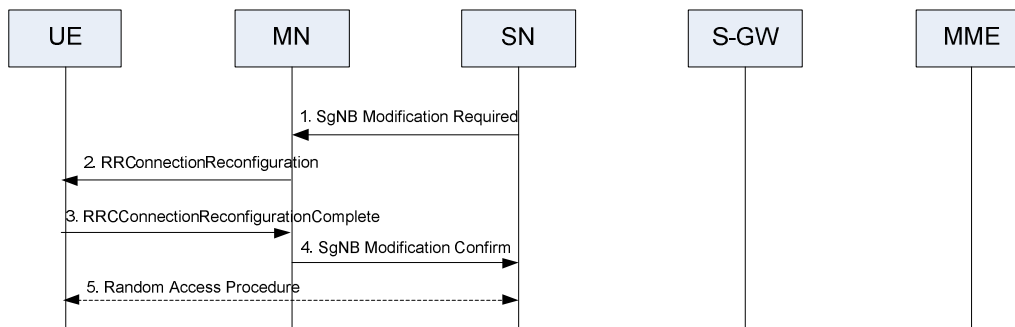 UE
MN
SN
S-GW
MME
1. SgNB Modification Required
2. RRConnectionReconfiguration
3. RRCConnectionReconfigurationComplete
4. SgNB Modification Confirm
5. Random Access Procedure